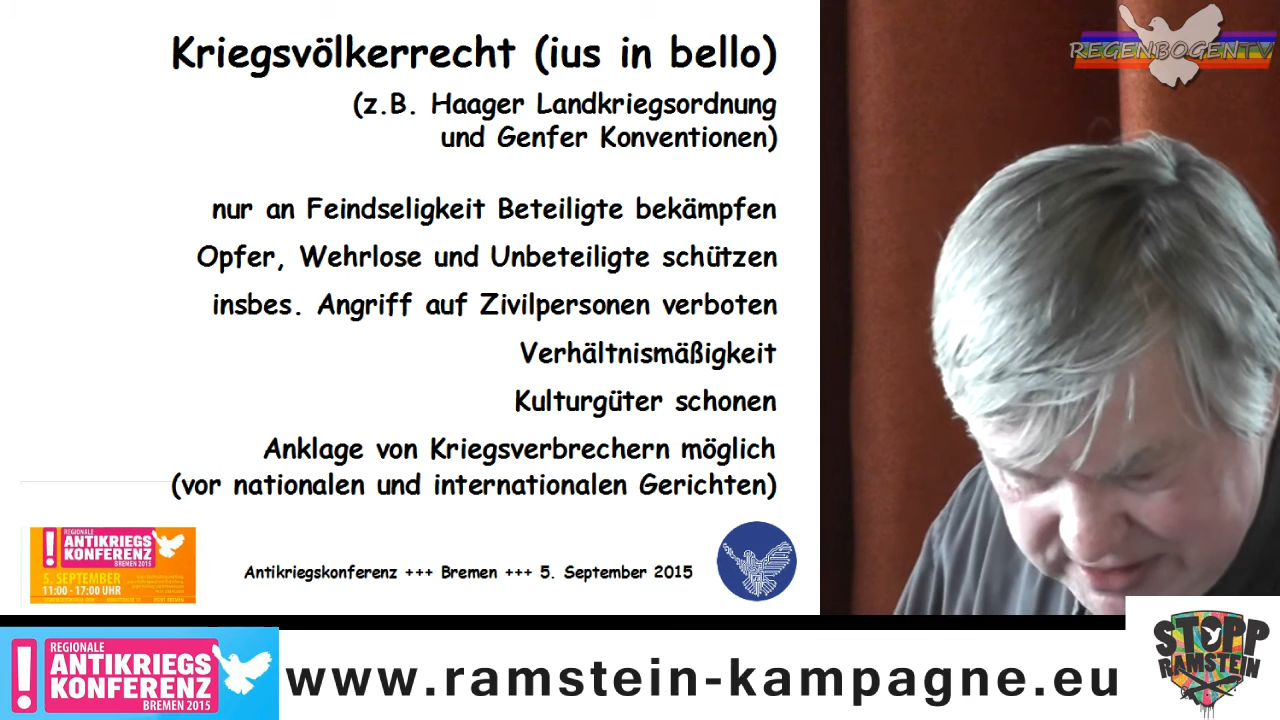 Kriegsvölkerrecht (ius in bello)
(z.B. Haager Landkriegsordnung
und Genfer Konventionen)
nur an Feindseligkeit Beteiligte bekämpfen
Opfer, Wehrlose und Unbeteiligte schützen
insbes. Angriff auf Zivilpersonen verboten
Verhältnismäßigkeit
Kulturgüter schonen
Anklage von Kriegsverbrechern möglich
(vor nationalen und internationalen Gerichten)
REGENBOGENTV
! REGIONALE
ANTIKRIEGS
KONFERENZ
BREMEN 2015
5. SEPTEMBER
11:00 - 17:00 UHR
Antikriegskonferenz +++ Bremen +++ 5. September 2015
! REGIONALE
ANTIKRIEGS
KONFERENZ
BREMEN 2015
www.ramstein-kampagne.eu
STOPP
RAMSTEIN